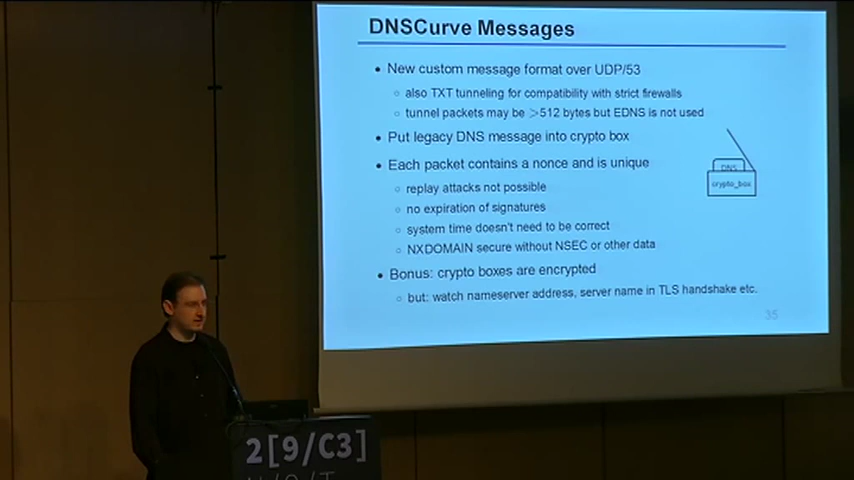 DNSCurve Messages
New custom message format over UDP/53
also TXT tunneling for compatibility with strict firewalls
tunnel packets may be >512 bytes but EDNS is not used
Put legacy DNS message into crypto box
Each packet contains a nonce and is unique
DNS
crypto_box
replay attacks not possible
no expiration of signatures
system time doesn't need to be correct
NXDOMAIN secure without NSEC or other data
Bonus: crypto boxes are encrypted
but: watch nameserver address, server name in TLS handshake etc.
35
2[9/C3]